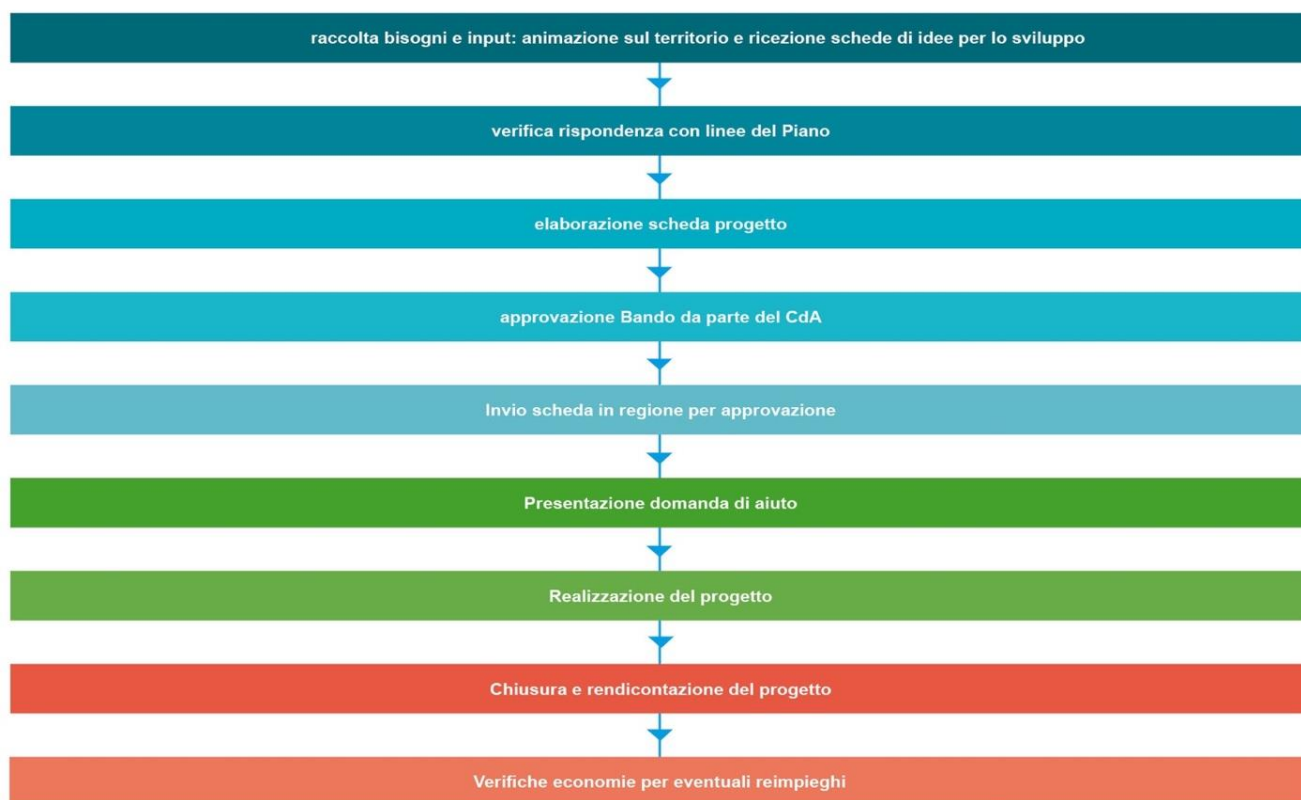 raccolta bisogni e input: animazione sul territorio e ricezione schede di idee per lo sviluppo
verifica rispondenza con linee del Piano
elaborazione scheda progetto
approvazione Bando da parte del CdA
Invio scheda in regione per approvazione
Presentazione domanda di aiuto
Realizzazione del progetto
Chiusura e rendicontazione del progetto
Verifiche economie per eventuali reimpieghi